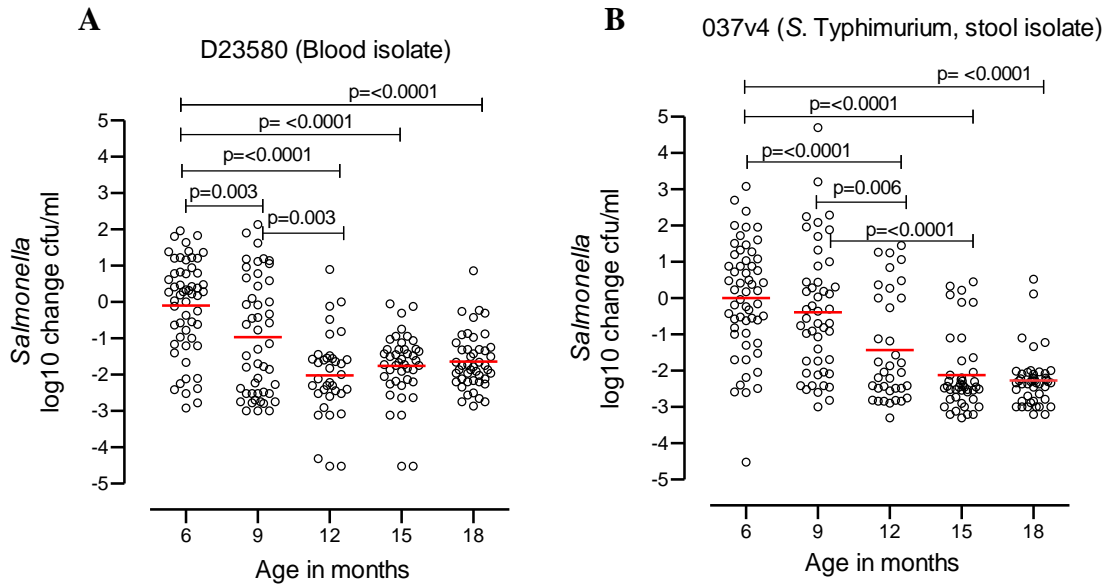 A
D23580 (Blood isolate)
p=<0.0001
p= <0.0001
p=<0.0001
p=0.003
p=0.003
Salmonella
log10 change cfu/ml
5
4
3
2
1
0
-1
-2
-3
-4
-5
6 9 12 15 18
Age in months
B
037v4 (S. Typhimurium, stool isolate)
p= <0.0001
p=<0.0001
p=<0.0001
p=0.006
p=<0.0001
Salmonella
log10 change cfu/ml
5
4
3
2
1
0
-1
-2
-3
-4
-5
6 9 12 15 18
Age in months